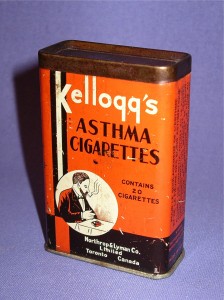 Kellogg's
ASTHMA
CIGARETTES
CONTAINS
20
CIGARETTES
Northrop & Lyman Co.
Limited
Toronto Canada